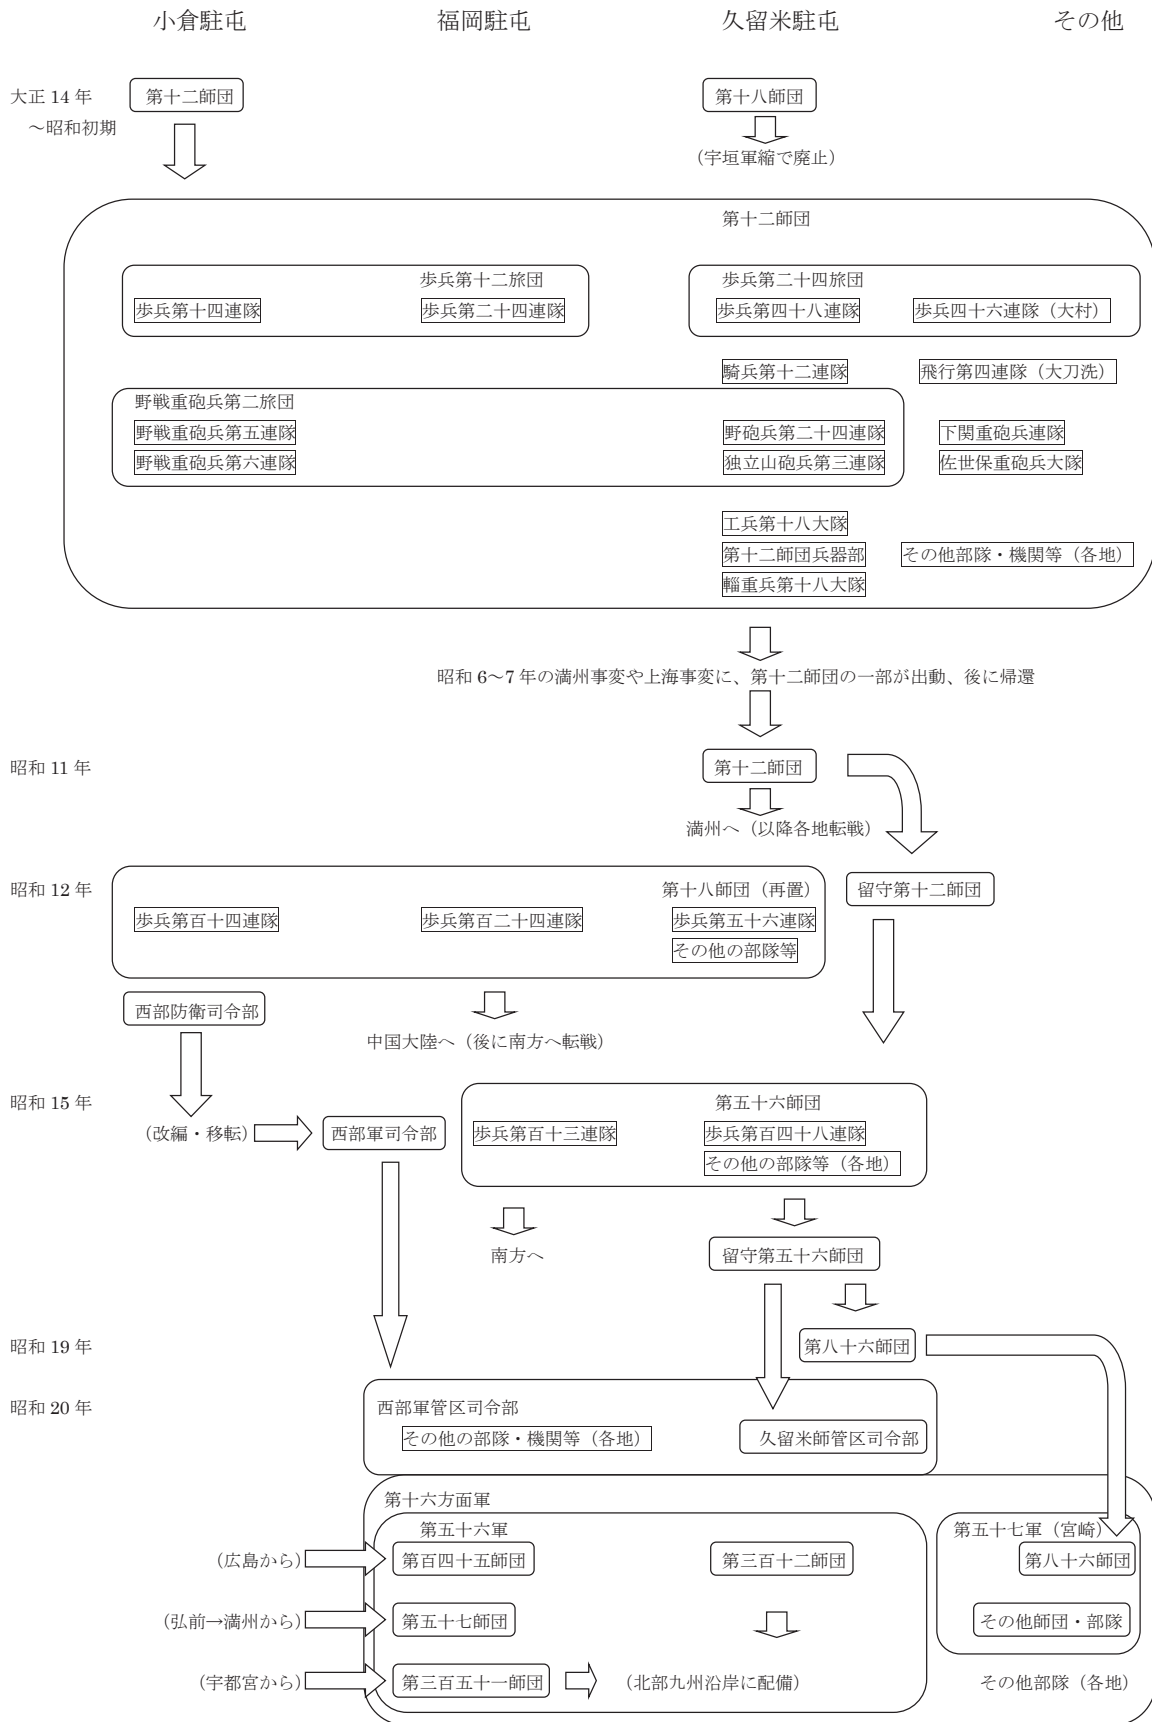 小倉駐屯 福岡駐屯 久留米駐屯 その他
大正 14 年 第十二師団 第十八師団
～昭和初期
（宇垣軍縮で廃止）
第十二師団
歩兵第十二旅団 歩兵第二十四旅団
歩兵第十四連隊 歩兵第二十四連隊 歩兵第四十八連隊 歩兵四十六連隊（大村）
騎兵第十二連隊 飛行第四連隊（大刀洗）
野戦重砲兵第二旅団
野戦重砲兵第五連隊 野砲兵第二十四連隊 下関重砲兵連隊
野戦重砲兵第六連隊 独立山砲兵第三連隊 佐世保重砲兵大隊
工兵第十八大隊
第十二師団兵器部 その他部隊・機関等（各地）
輜重兵第十八大隊
昭和 6～7 年の満州事変や上海事変に、第十二師団の一部が出動、後に帰還
昭和 11 年 第十二師団
満州へ（以降各地転戦）
昭和 12 年 第十八師団（再置） 留守第十二師団
歩兵第百十四連隊 歩兵第百二十四連隊 歩兵第五十六連隊
その他の部隊等
西部防衛司令部
中国大陸へ（後に南方へ転戦）
昭和 15 年 第五十六師団
（改編・移転） 西部軍司令部 歩兵第百十三連隊 歩兵第百四十八連隊
その他の部隊等（各地）
南方へ 留守第五十六師団
昭和 19 年 第八十六師団
昭和 20 年 西部軍管区司令部
その他の部隊・機関等（各地） 久留米師管区司令部
第十六方面軍
第五十六軍 第五十七軍（宮崎）
（広島から） 第百四十五師団 第三百十二師団 第八十六師団
（弘前→満州から） 第五十七師団 その他師団・部隊
（宇都宮から） 第三百五十一師団 （北部九州沿岸に配備） その他部隊（各地）